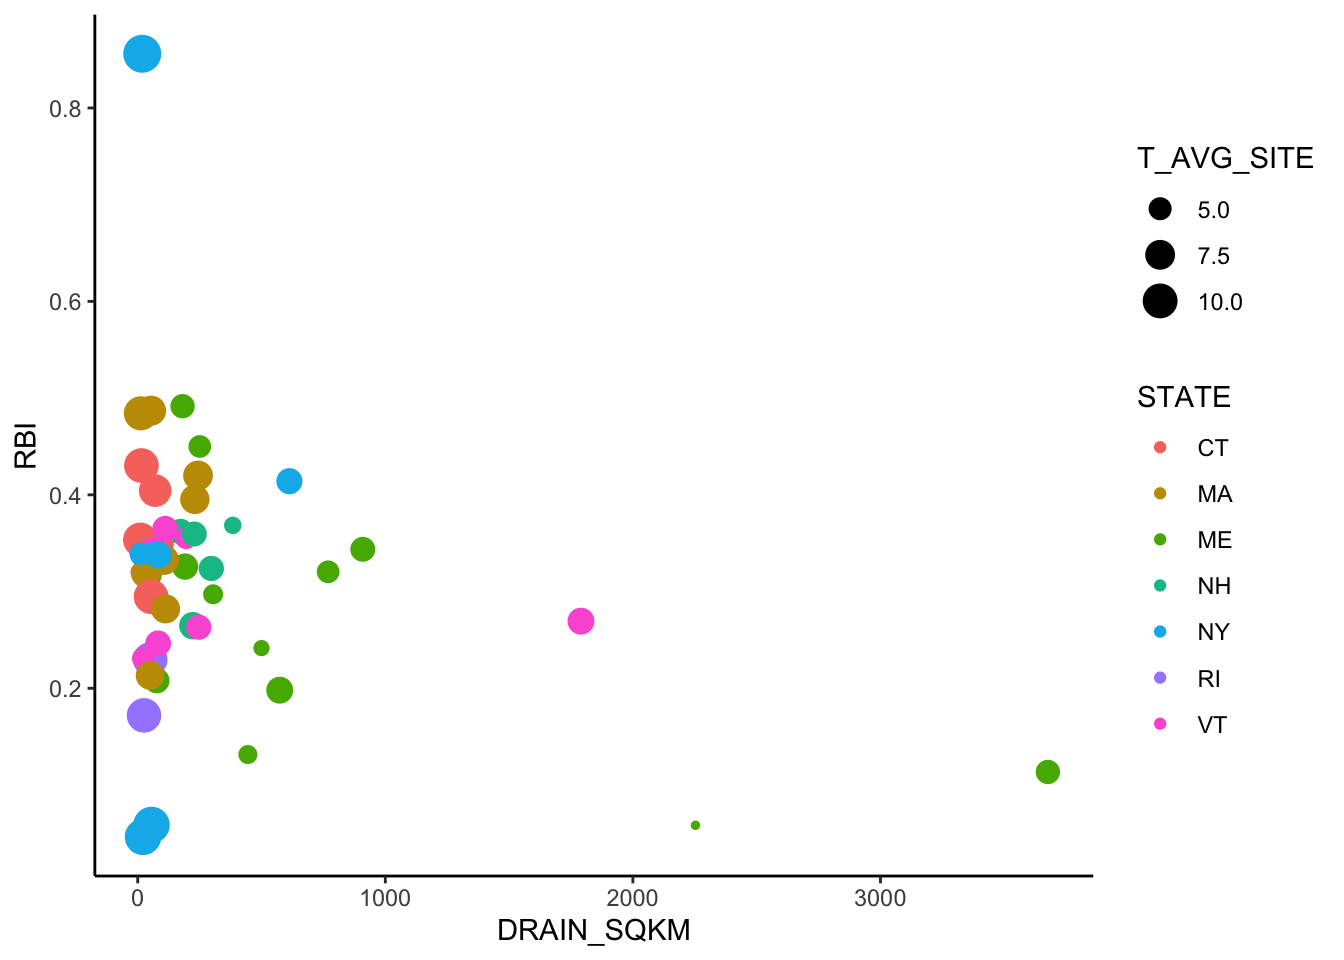 0.8
0.6
0.4
0.2
RBI
0
1000
2000
3000
DRAIN_SQKM
T_AVG_SITE
5.0
7.5
10.0
STATE
CT
MA
ME
NH
NY
RI
VT